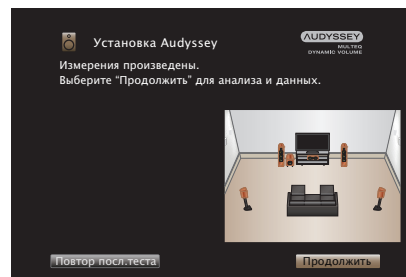 Установка Audyssey
AUDYSSEY
MULTEQ
DYNAMIC VOLUME
Измерения произведены.
Выберите “Продолжить” для анализа и данных.
Повтор посл.теста
Продолжить